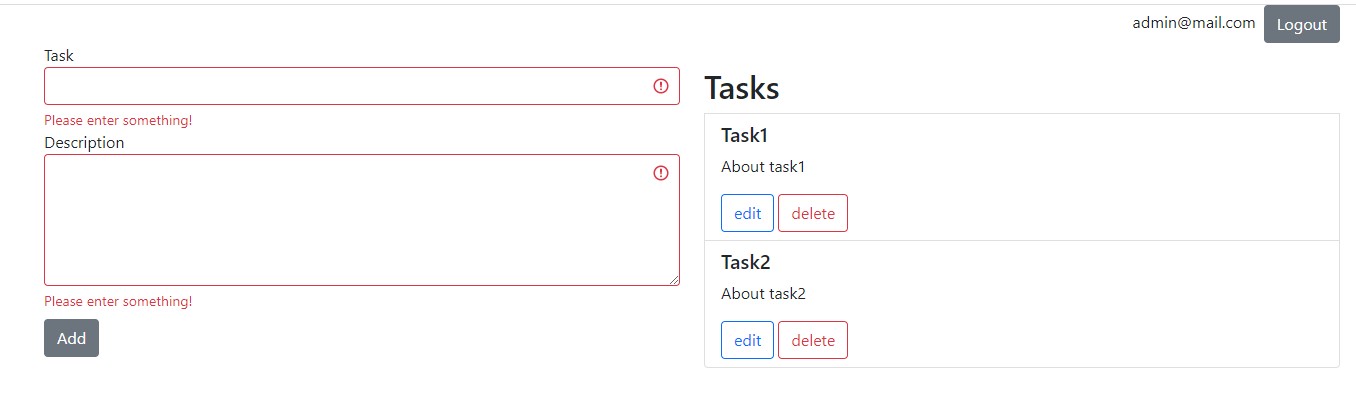 admin@mail.com Logout
Task
Please enter something!
Description
Please enter something!
Add
Tasks
Task1
About task1
edit delete
Task2
About task2
edit delete